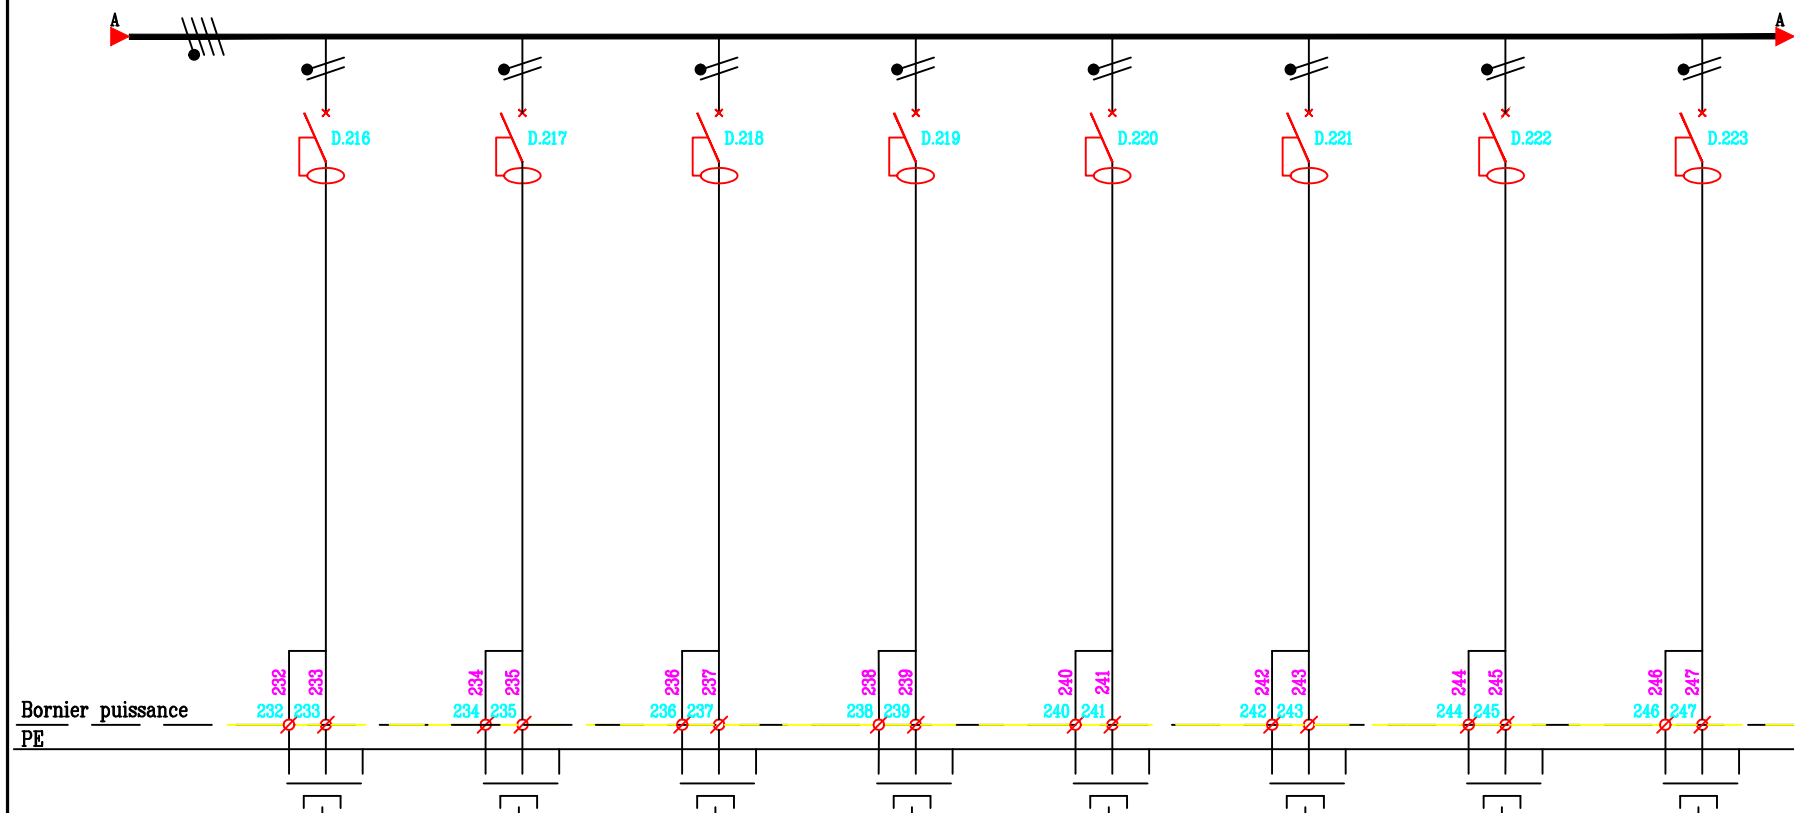 A A
D.216 D.217 D.218 D.219 D.220 D.221 D.222 D.223
232 233 234 235 236 237 238 239 240 241 242 243 244 245 246 247
Bornier puissance 232 233 234 235 236 237 238 239 240 241 242 243 244 245 246 247
PE